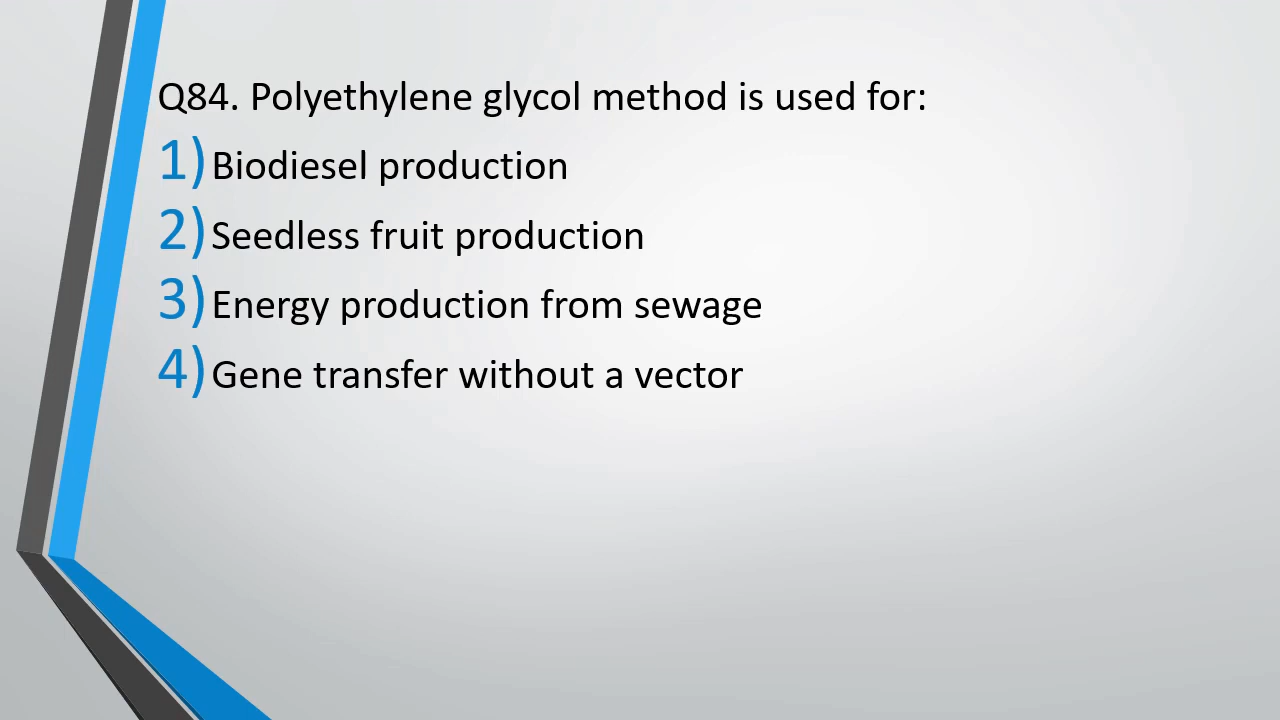 Q84. Polyethylene glycol method is used for:
1) Biodiesel production
2) Seedless fruit production
3) Energy production from sewage
4) Gene transfer without a vector